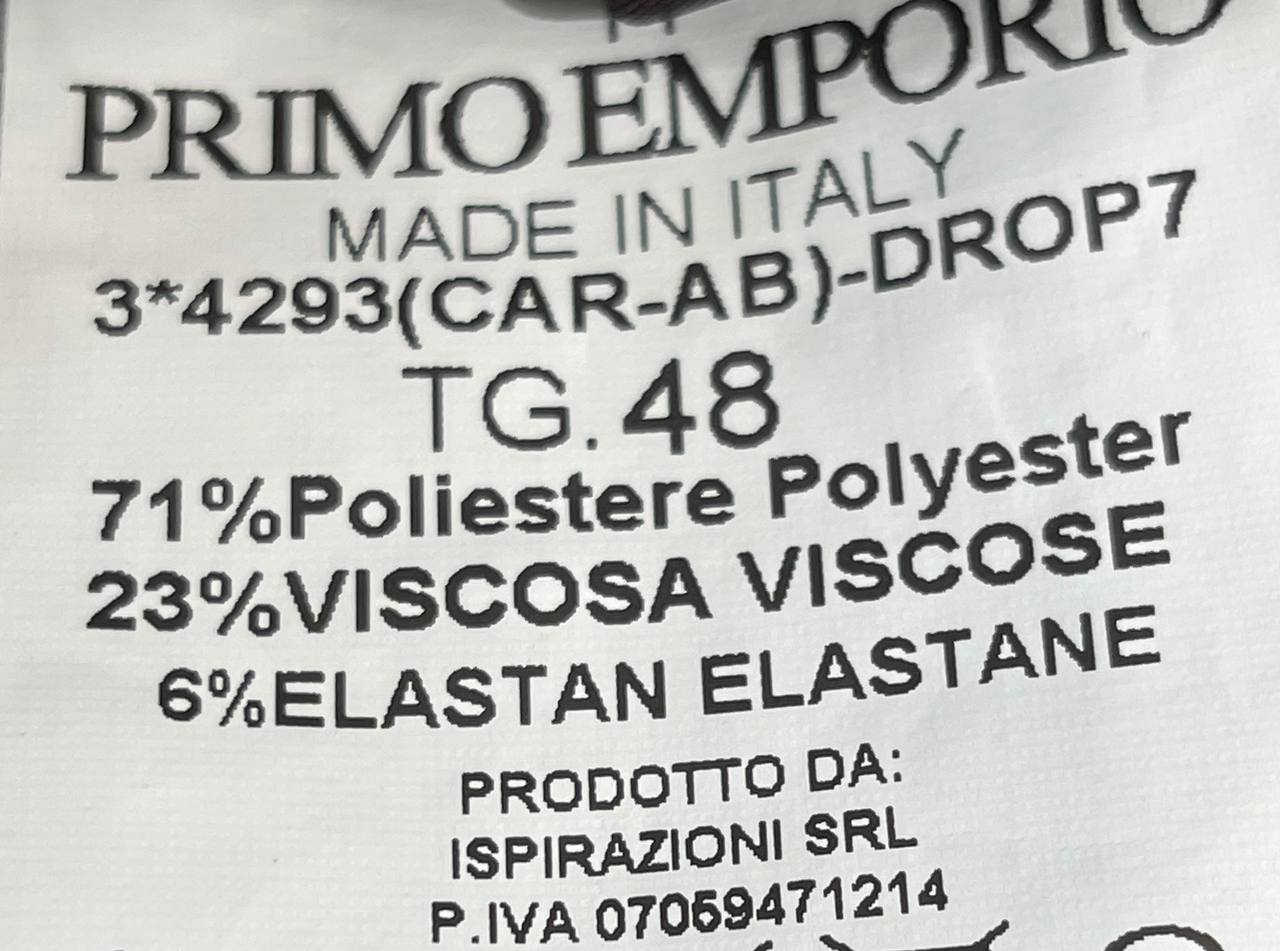 PRIMO EMPORIO
MADE IN ITALY
3*4293(CAR-AB)-DROP7
TG. 48
71%Poliestere Polyester
23%VISCOSA VISCOSE
6%ELASTAN ELASTANE
PRODOTTO DA:
ISPIRAZIONI SRL
P.IVA 07059471214